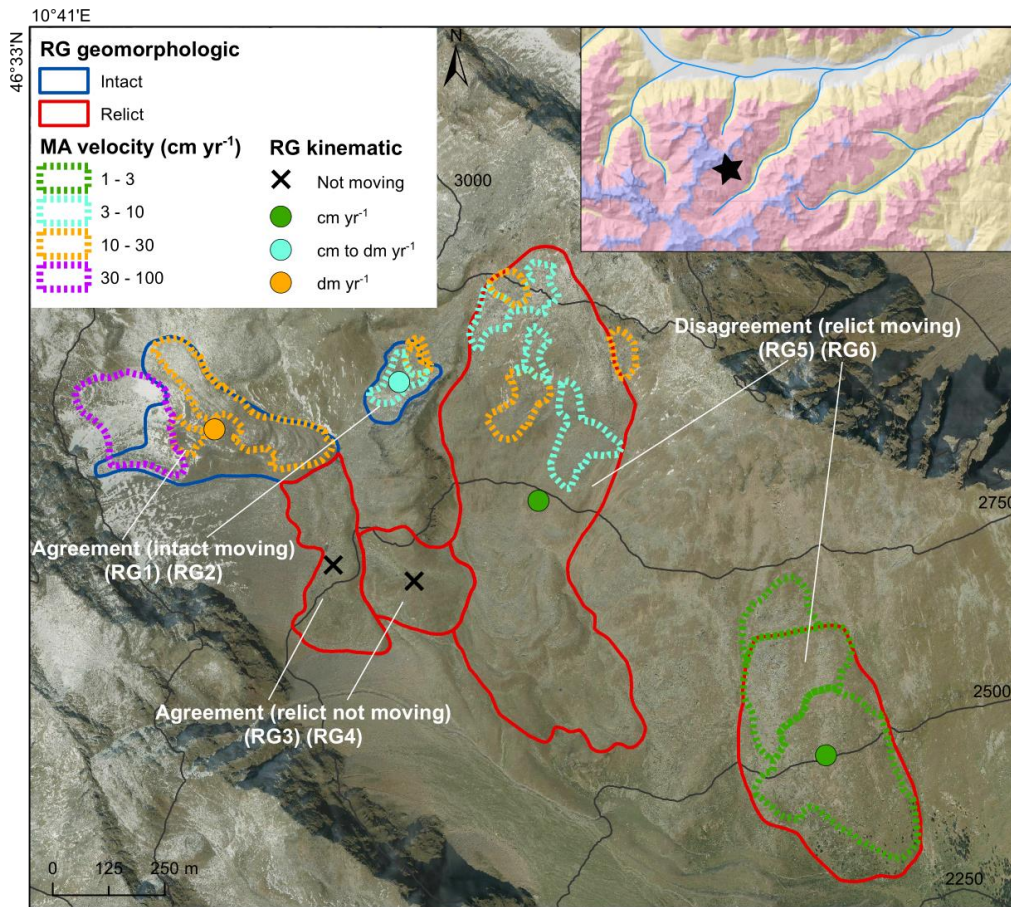 10°41'E
46°33'N
N
RG geomorphologic
Intact
Relict
MA velocity (cm yr⁻¹)
1 - 3
3 - 10
10 - 30
30 - 100
RG kinematic
Not moving
cm yr⁻¹
cm to dm yr⁻¹
dm yr⁻¹
3000
Disagreement (relict moving)
(RG5) (RG6)
2750
Agreement (intact moving)
(RG1) (RG2)
2500
Agreement (relict not moving)
(RG3) (RG4)
0 125 250 m
2250